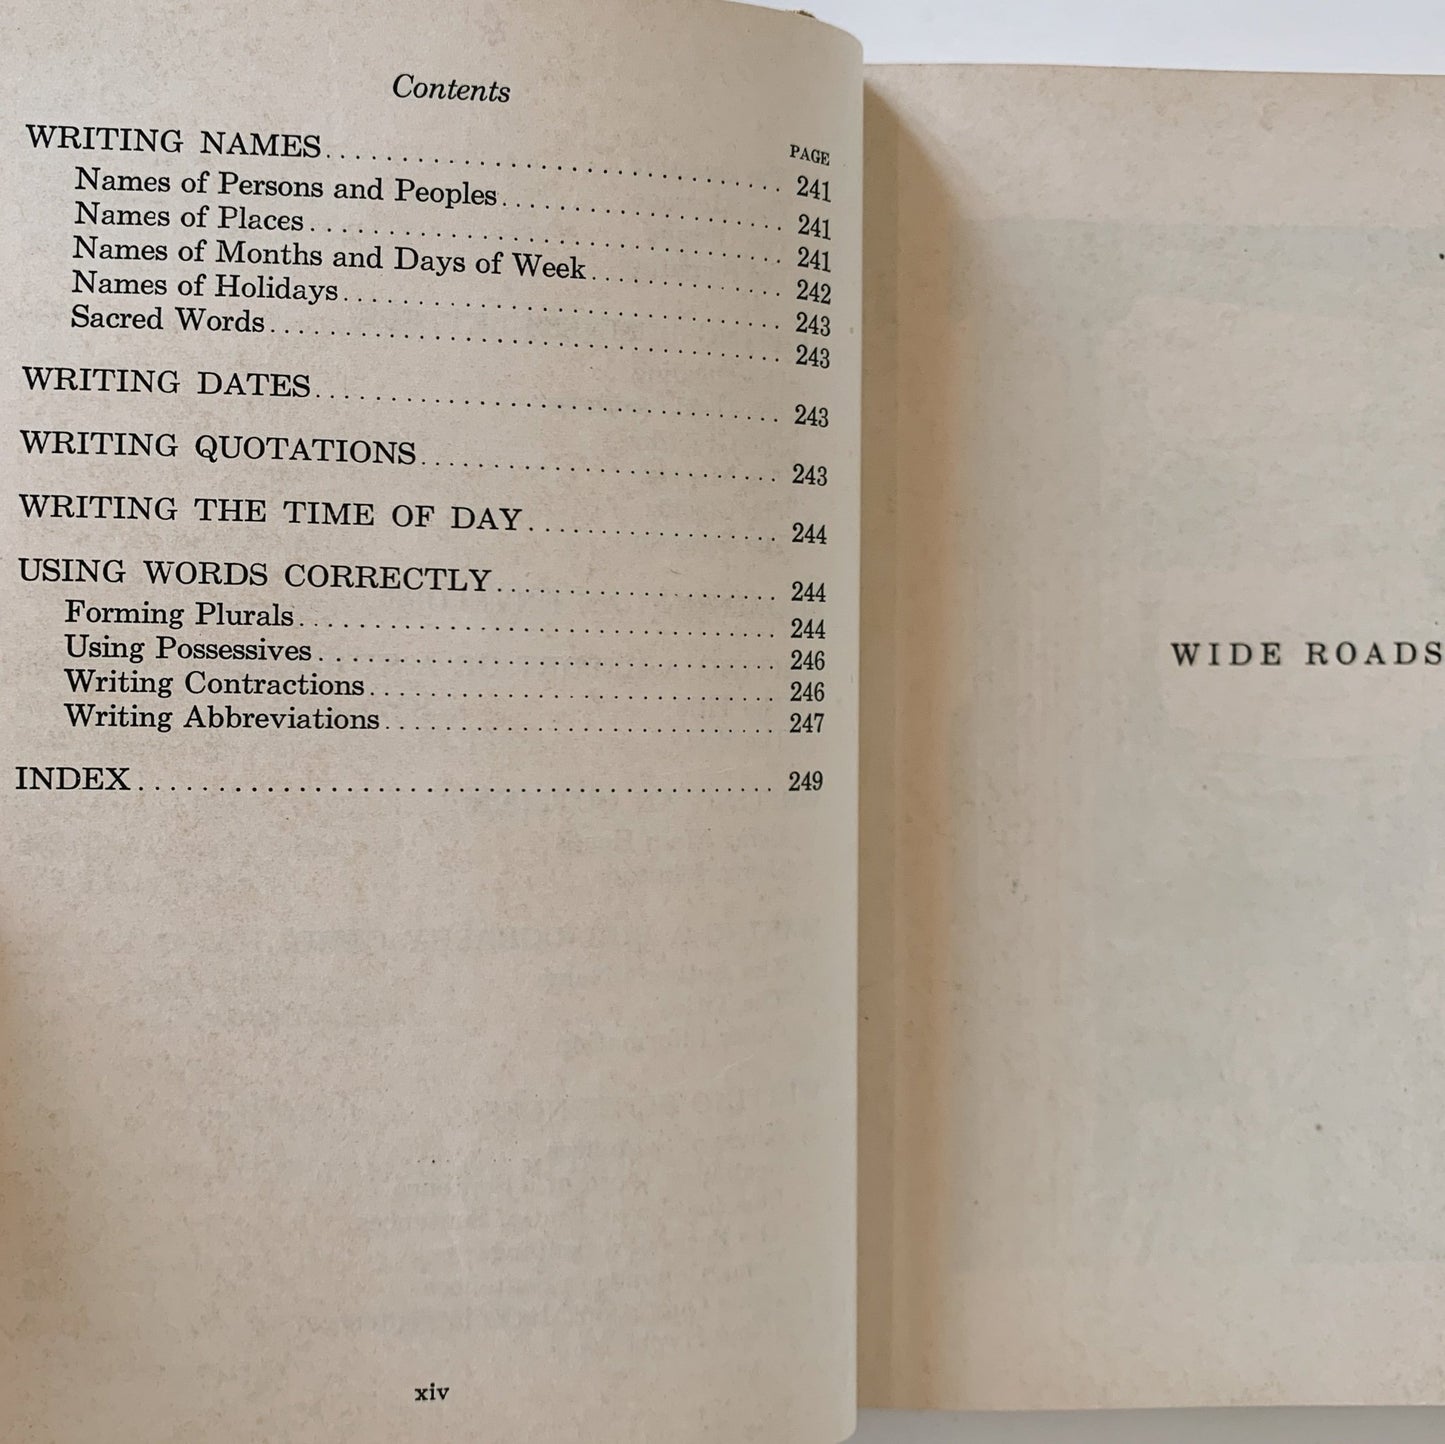 Contents
PAGE
WRITING NAMES 241
Names of Persons and Peoples 241
Names of Places 241
Names of Months and Days of Week 242
Names of Holidays 243
Sacred Words 243
WRITING DATES 243
WRITING QUOTATIONS 243
WRITING THE TIME OF DAY 244
USING WORDS CORRECTLY 244
Forming Plurals 244
Using Possessives 246
Writing Contractions 246
Writing Abbreviations 247
INDEX 249
xiv
WIDE ROADS